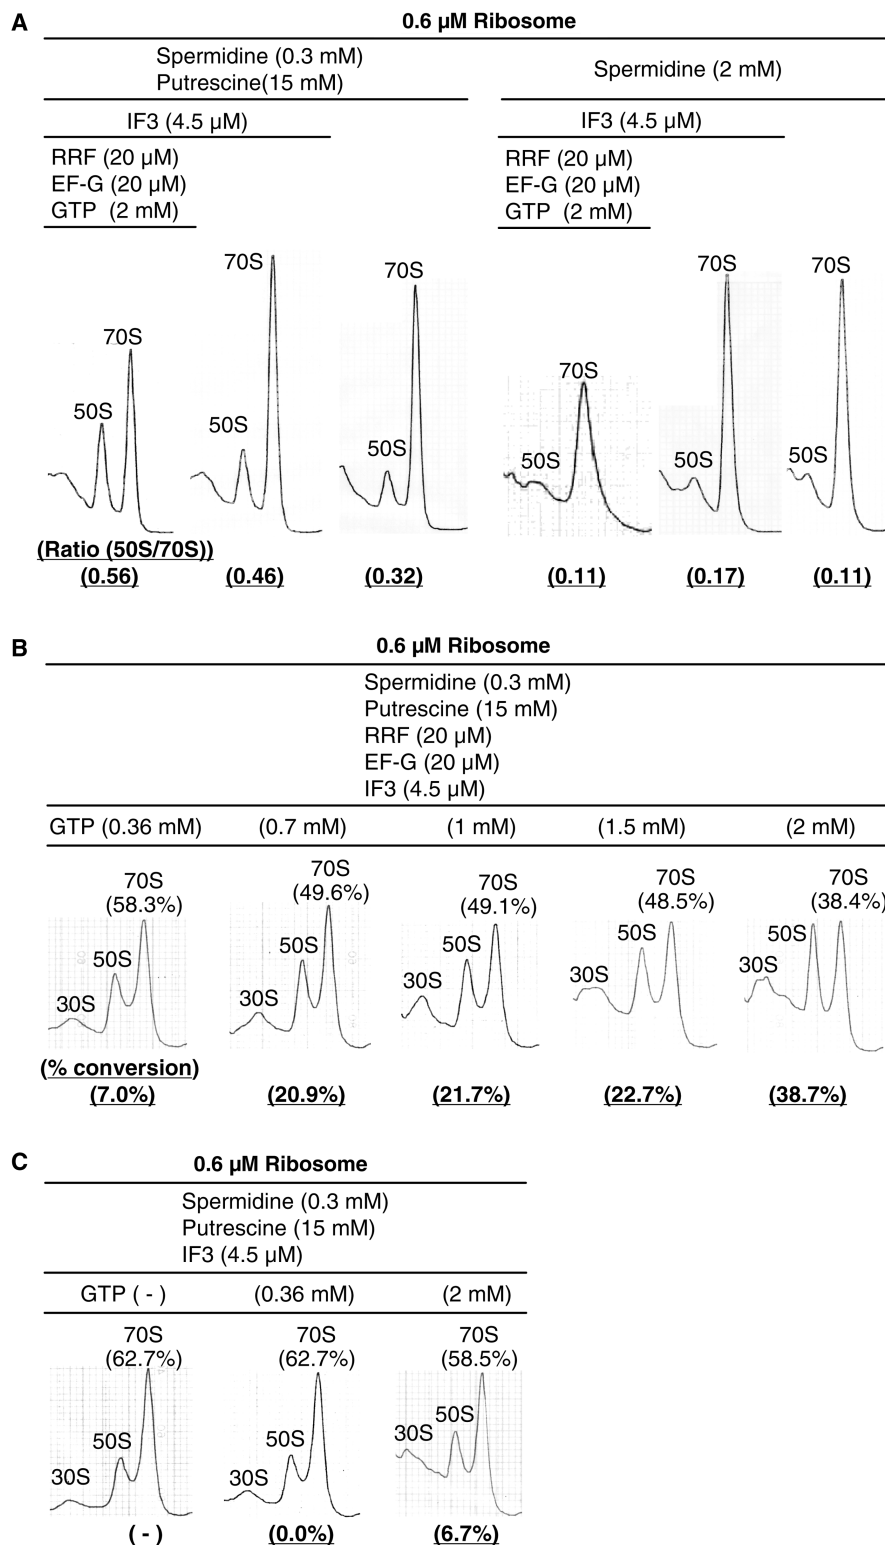 A
0.6 µM Ribosome
Spermidine (0.3 mM)
Putrescine(15 mM)
Spermidine (2 mM)
IF3 (4.5 µM)
IF3 (4.5 µM)
RRF (20 µM)
EF-G (20 µM)
GTP (2 mM)
RRF (20 µM)
EF-G (20 µM)
GTP (2 mM)
50S 70S
50S 70S
50S 70S
50S 70S
50S 70S
50S 70S
(Ratio (50S/70S))
(0.56) (0.46) (0.32) (0.11) (0.17) (0.11)
B
0.6 µM Ribosome
Spermidine (0.3 mM)
Putrescine (15 mM)
RRF (20 µM)
EF-G (20 µM)
IF3 (4.5 µM)
GTP (0.36 mM) (0.7 mM) (1 mM) (1.5 mM) (2 mM)
70S 70S 70S 70S 70S
(58.3%) (49.6%) (49.1%) (48.5%) (38.4%)
50S 50S 50S 50S 50S
30S 30S 30S 30S 30S
(% conversion)
(7.0%) (20.9%) (21.7%) (22.7%) (38.7%)
C
0.6 µM Ribosome
Spermidine (0.3 mM)
Putrescine (15 mM)
IF3 (4.5 µM)
GTP ( - ) (0.36 mM) (2 mM)
70S 70S 70S
(62.7%) (62.7%) (58.5%)
50S 50S 50S
30S 30S 30S
( - ) (0.0%) (6.7%)